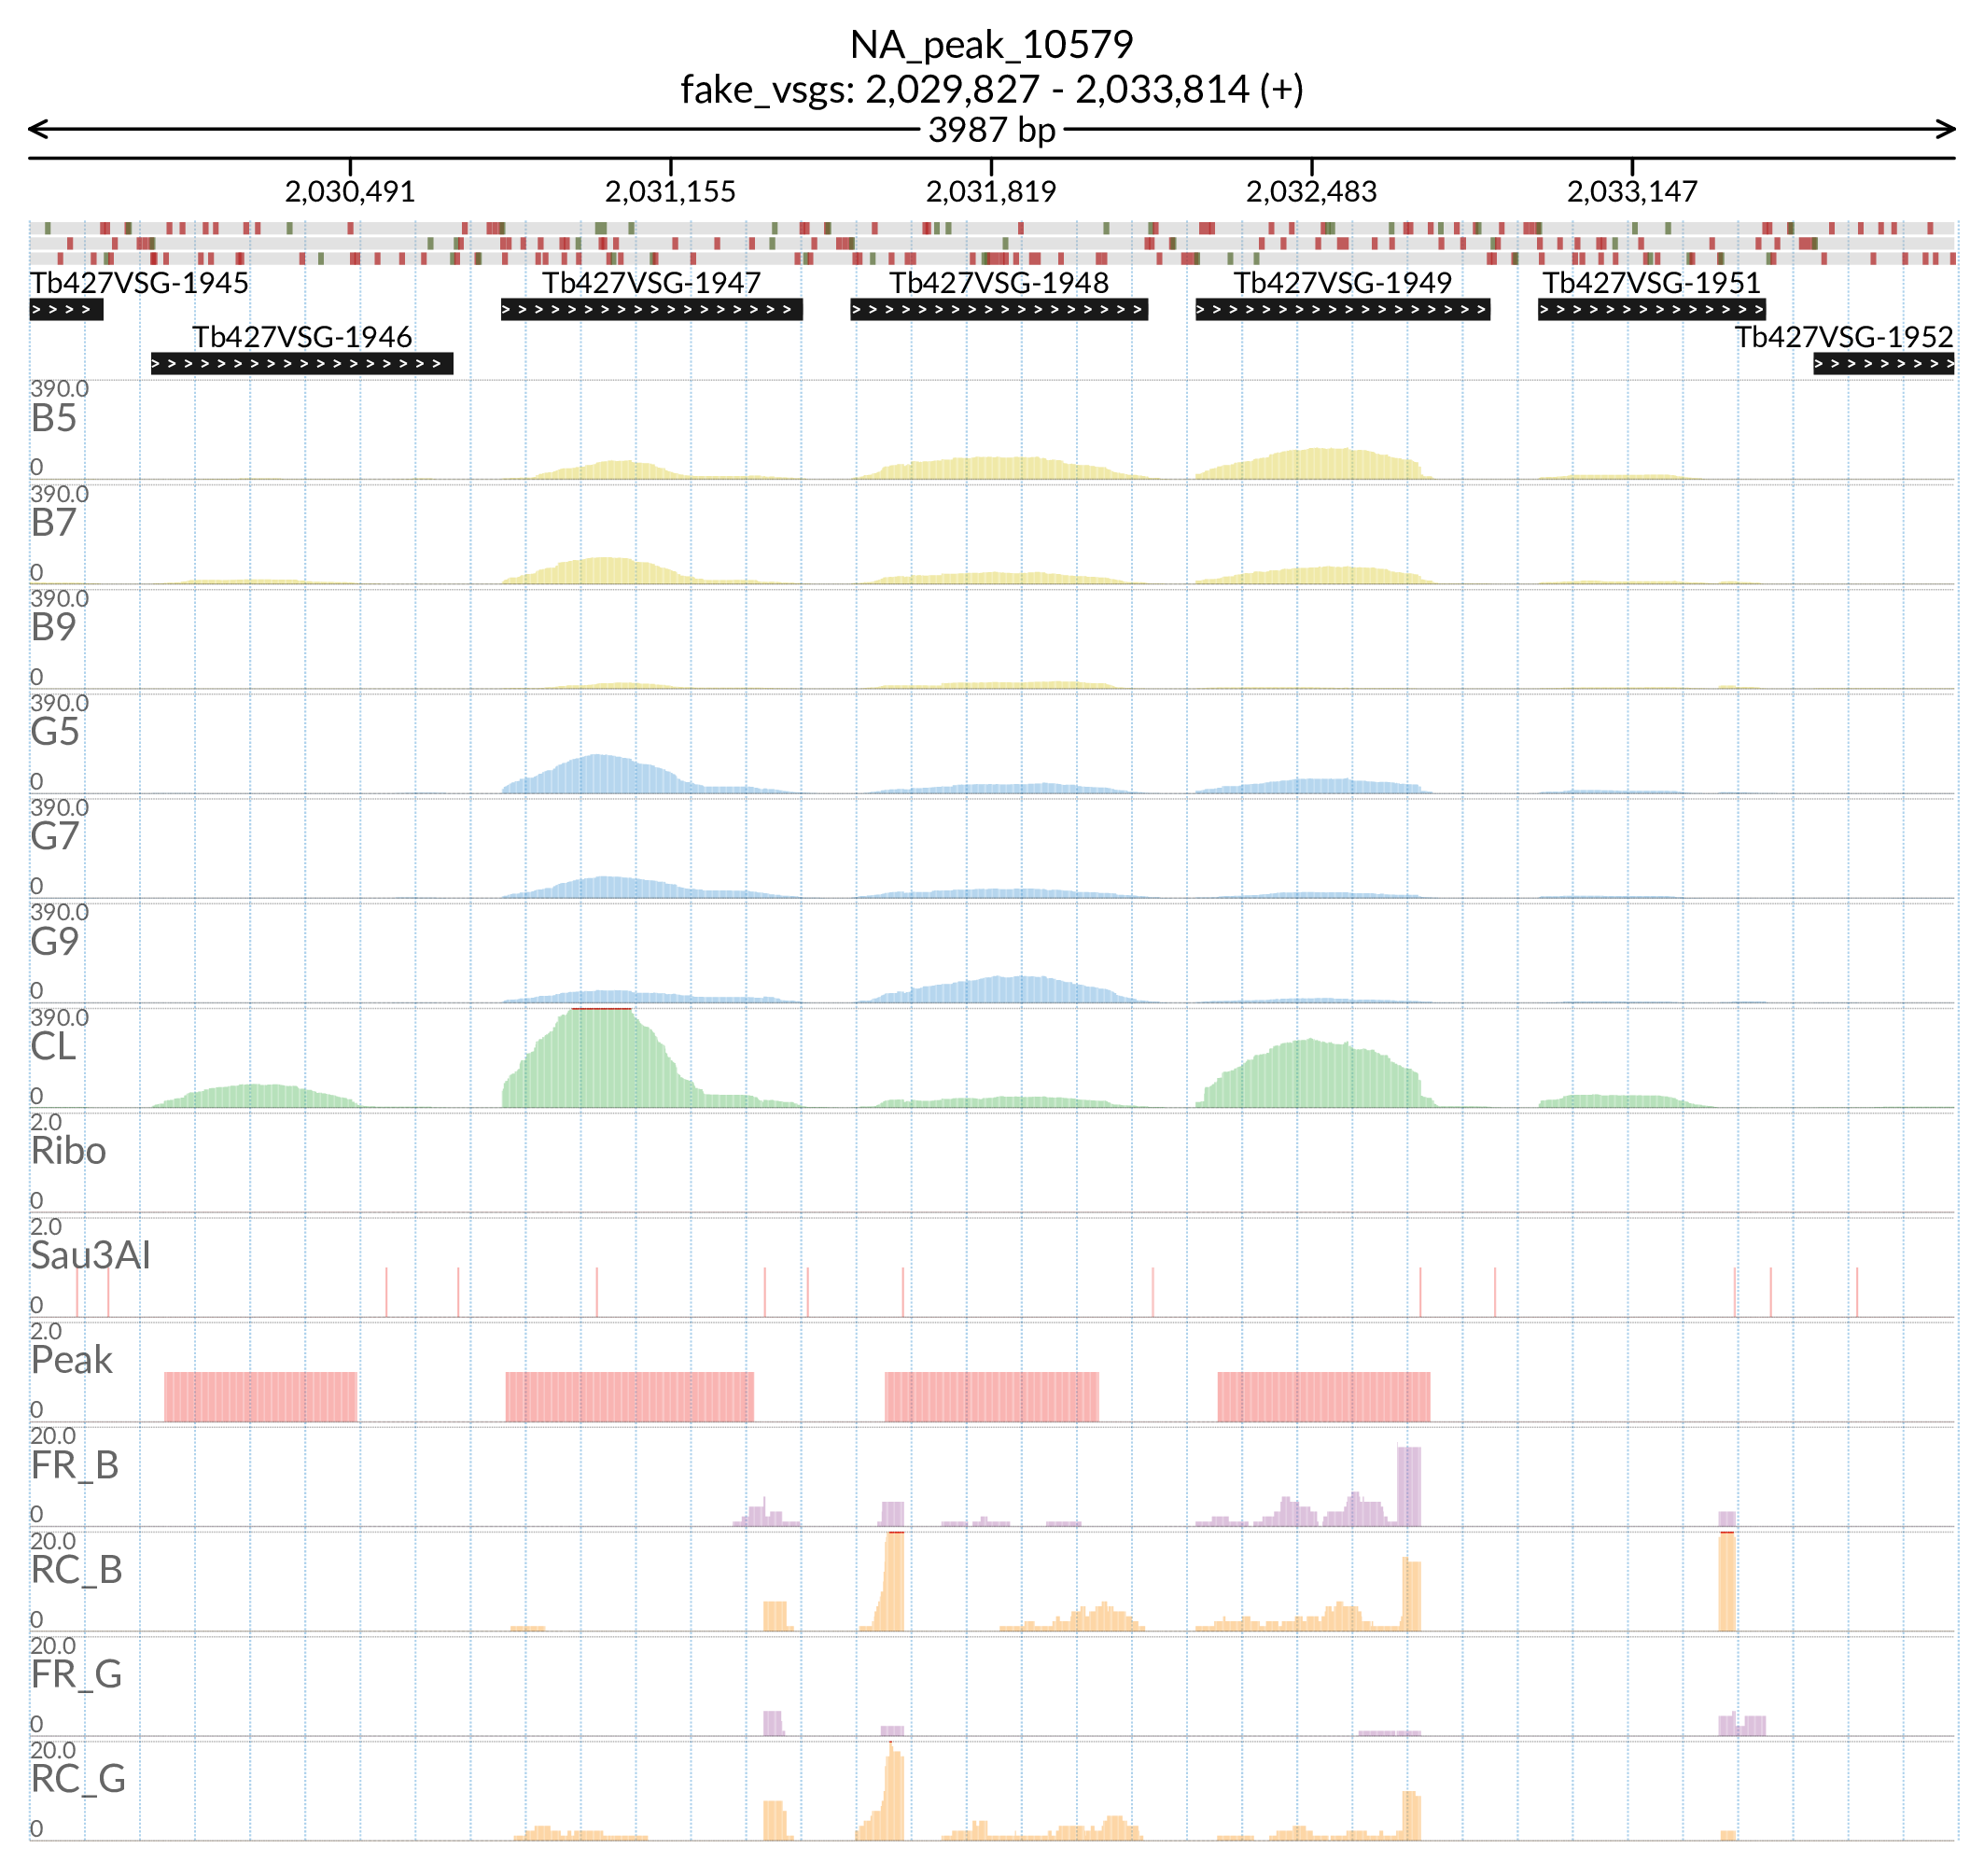 NA_peak_10579
fake_vsgs: 2,029,827 - 2,033,814 (+)
3987 bp
2,030,491 2,031,155 2,031,819 2,032,483 2,033,147
Tb427VSG-1945 Tb427VSG-1947 Tb427VSG-1948 Tb427VSG-1949 Tb427VSG-1951
Tb427VSG-1946 Tb427VSG-1952
390.0
B5
0
390.0
B7
0
390.0
B9
0
390.0
G5
0
390.0
G7
0
390.0
G9
0
390.0
CL
0
2.0
Ribo
0
2.0
Sau3AI
0
2.0
Peak
0
20.0
FR_B
0
20.0
RC_B
0
20.0
FR_G
0
20.0
RC_G
0